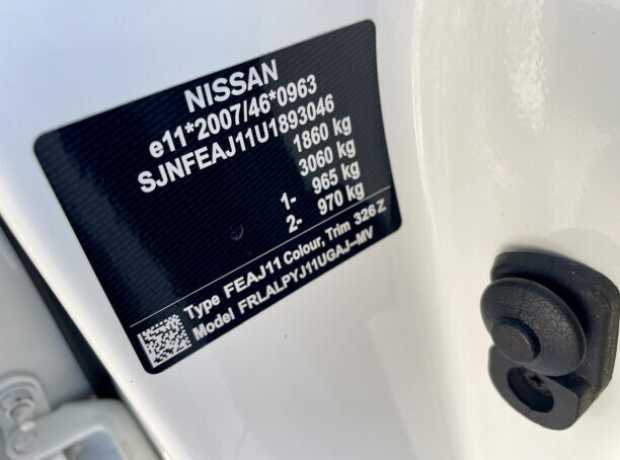 NISSAN
e11*2007/46*0963
SJNFEAJ11U1893046
1860 kg
3060 kg
1- 965 kg
2- 970 kg
Type FEAJ11 Colour, Trim 326 Z
Model FRLALPYJ11UGAJ-MV